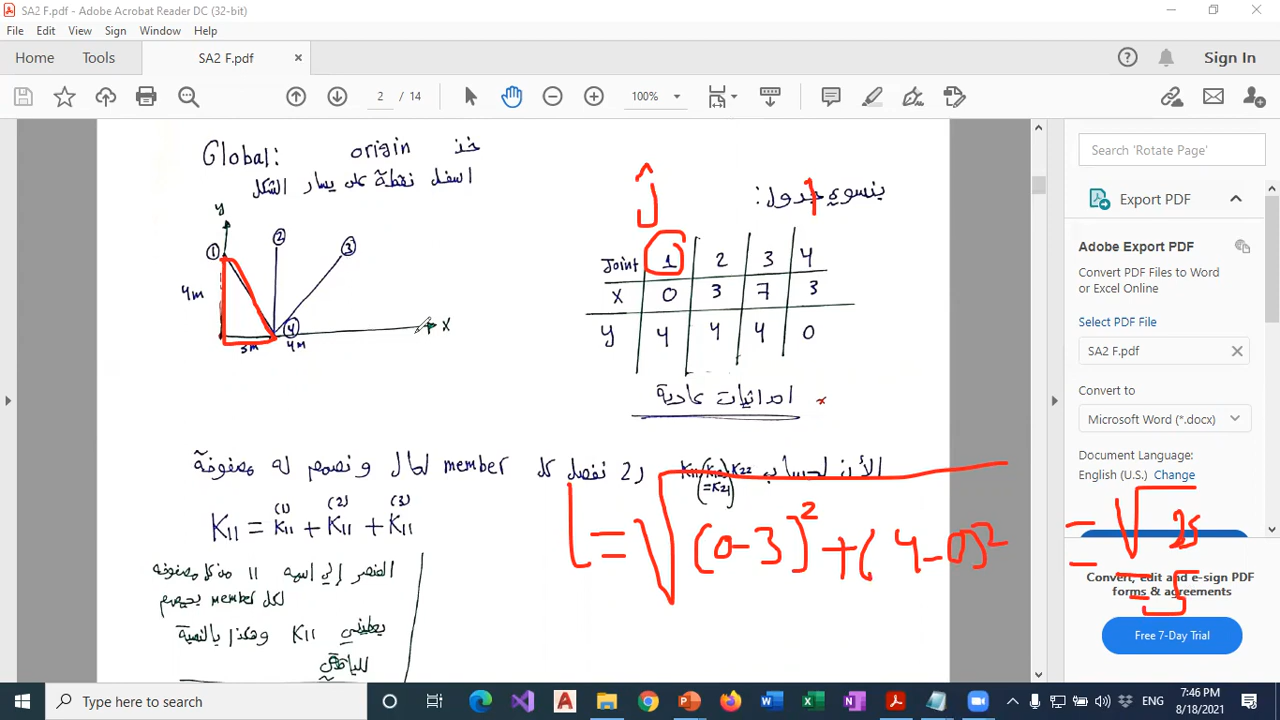 SA2 F.pdf - Adobe Acrobat Reader DC (32-bit)
File Edit View Sign Window Help
Home Tools SA2 F.pdf × Sign In
2 / 14 100%
Global: origin خذ
اسفل نقطة على يسار الشكل
y
① ② ③
4m
④ x
3m 4m
بنسوي جدول:
Joint 1 2 3 4
x 0 3 7 3
y 4 4 4 0
احداثيات عادية
الأن لحساب K11 (K12) K22
(=K21)
ر2 نفصل كل member لحال ونصمم له مصفوفة
(1) (2) (3)
K11 = K11 + K11 + K11
العنصر إلي اسمه 11 من كل مصفوفة
لكل member بجمعهم
يعطيني K11 وهكذا بالنسبة
للباقي
L = √(0-3)² + (4-0)²
= √25
= 5
Search 'Rotate Page'
Export PDF
Adobe Export PDF
Convert PDF Files to Word
or Excel Online
Select PDF File
SA2 F.pdf ×
Convert to
Microsoft Word (*.docx)
Document Language:
English (U.S.) Change
Convert, edit and e-sign PDF
forms & agreements
Free 7-Day Trial
Type here to search
ENG
7:46 PM
8/18/2021